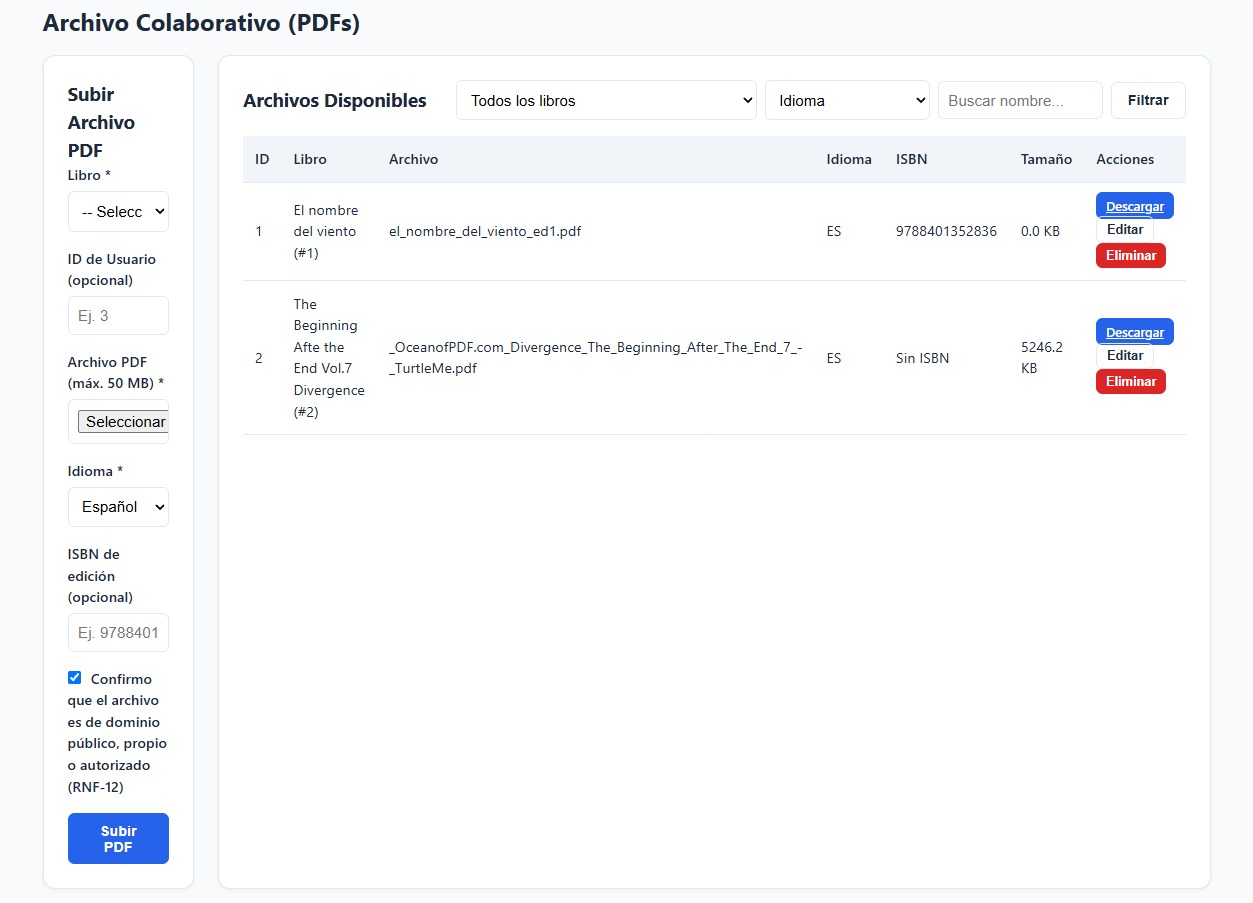 Archivo Colaborativo (PDFs)
Subir
Archivo
PDF
Libro *
-- Selecc
ID de Usuario
(opcional)
Ej. 3
Archivo PDF
(máx. 50 MB) *
Seleccionar
Idioma *
Español
ISBN de
edición
(opcional)
Ej. 9788401
Confirmo
que el archivo
es de dominio
público, propio
o autorizado
(RNF-12)
Subir
PDF
Archivos Disponibles
Todos los libros
Idioma
Buscar nombre...
Filtrar
ID Libro Archivo Idioma ISBN Tamaño Acciones
1
El nombre
del viento
(#1)
el_nombre_del_viento_ed1.pdf
ES
9788401352836
0.0 KB
Descargar
Editar
Eliminar
2
The
Beginning
Afte the
End Vol.7
Divergence
(#2)
_OceanofPDF.com_Divergence_The_Beginning_After_The_End_7_-
_TurtleMe.pdf
ES
Sin ISBN
5246.2
KB
Descargar
Editar
Eliminar